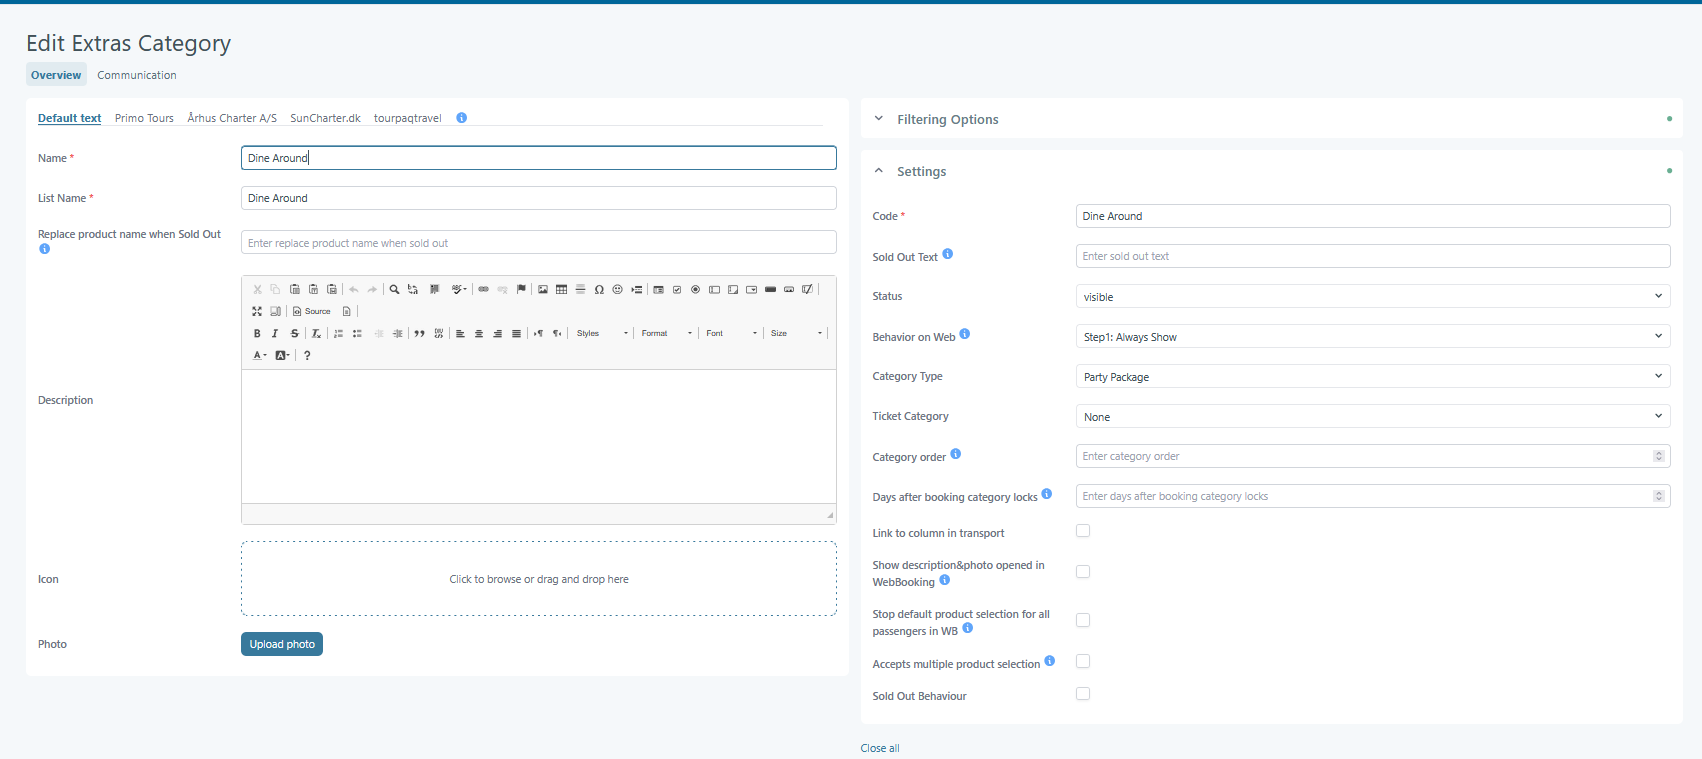 Edit Extras Category
Overview Communication
Default text Primo Tours Århus Charter A/S SunCharter.dk tourpaqtravel
Name *
Dine Around
List Name *
Dine Around
Replace product name when Sold Out
Enter replace product name when sold out
Source
Styles Format Font Size
Description
Icon
Click to browse or drag and drop here
Photo
Upload photo
Filtering Options
Settings
Code *
Dine Around
Sold Out Text
Enter sold out text
Status
visible
Behavior on Web
Step1: Always Show
Category Type
Party Package
Ticket Category
None
Category order
Enter category order
Days after booking category locks
Enter days after booking category locks
Link to column in transport
Show description&photo opened in
WebBooking
Stop default product selection for all
passengers in WB
Accepts multiple product selection
Sold Out Behaviour
Close all